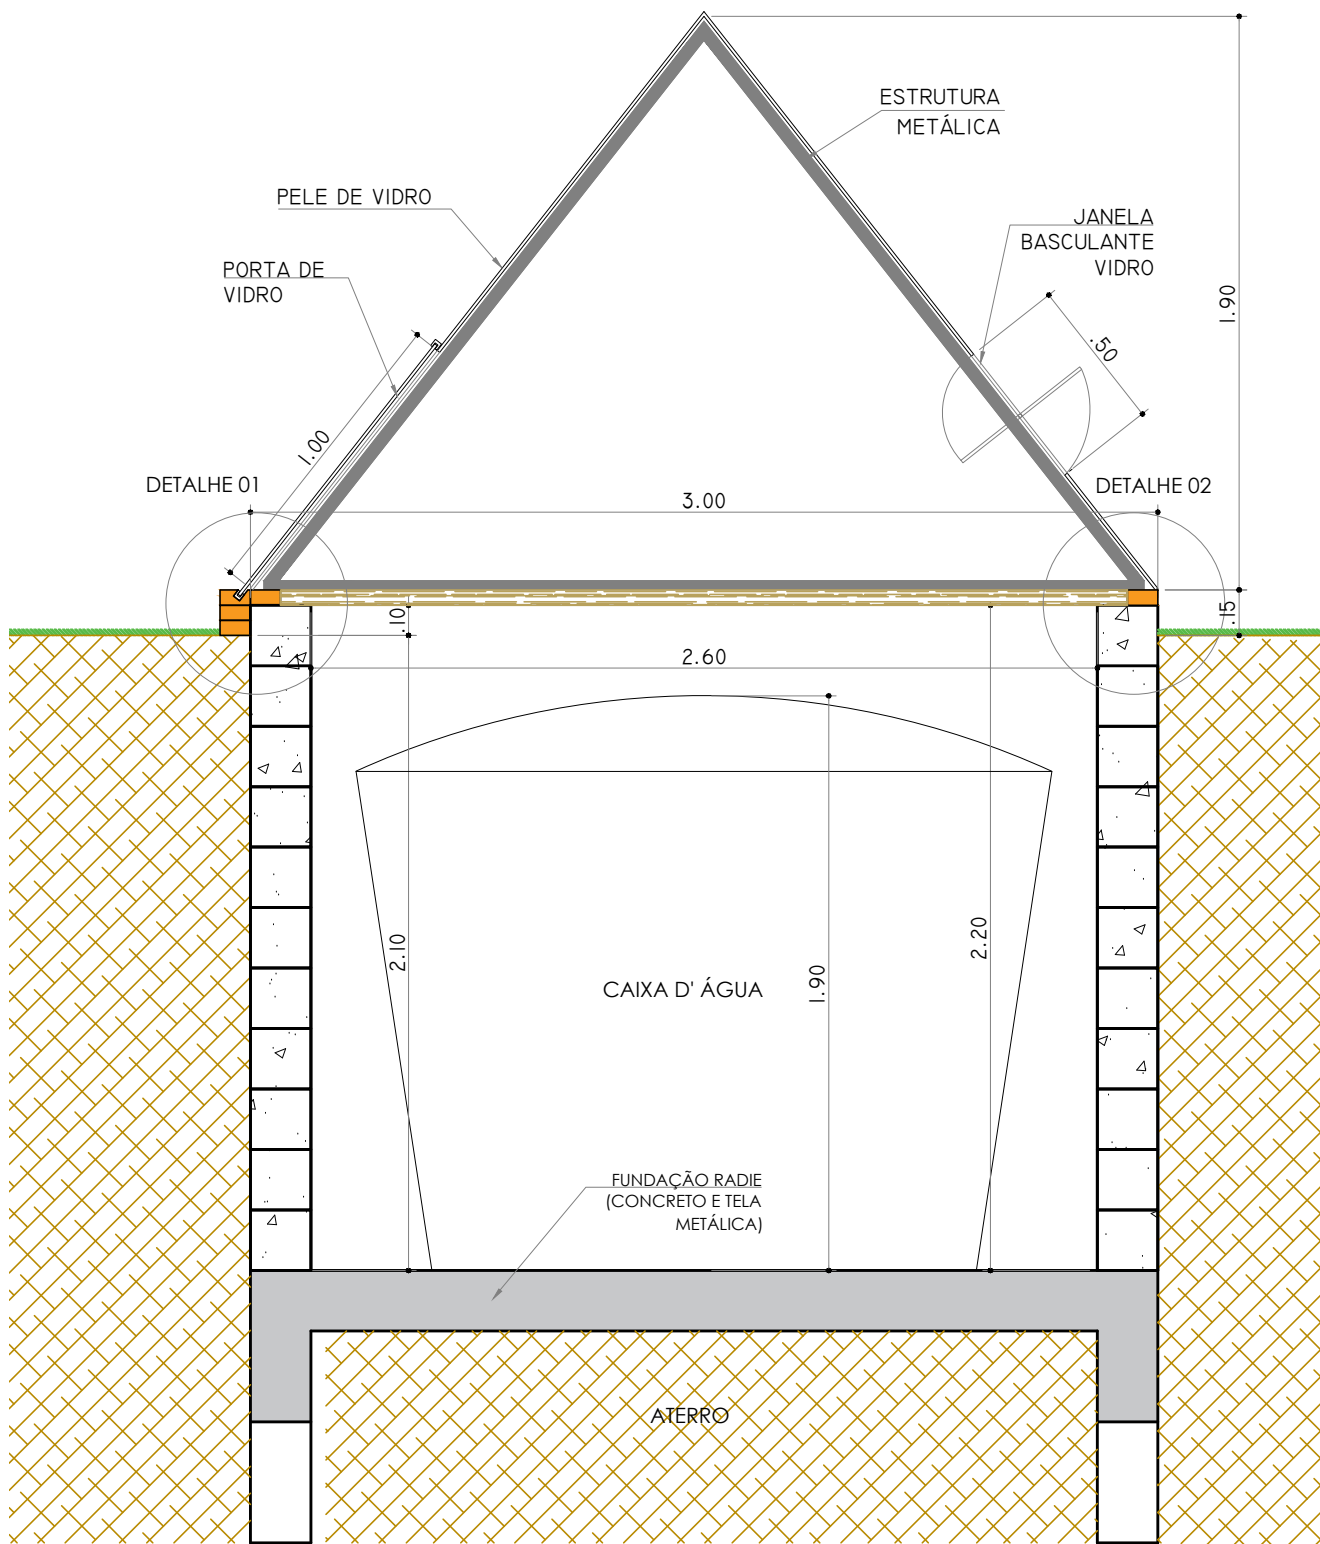 ESTRUTURA
METÁLICA
PELE DE VIDRO
JANELA
BASCULANTE
VIDRO
PORTA DE
VIDRO
1.90
.50
1.00
DETALHE 01
DETALHE 02
3.00
.10
.15
2.60
2.10
2.20
1.90
CAIXA D' ÁGUA
FUNDAÇÃO RADIE
(CONCRETO E TELA
METÁLICA)
ATERRO